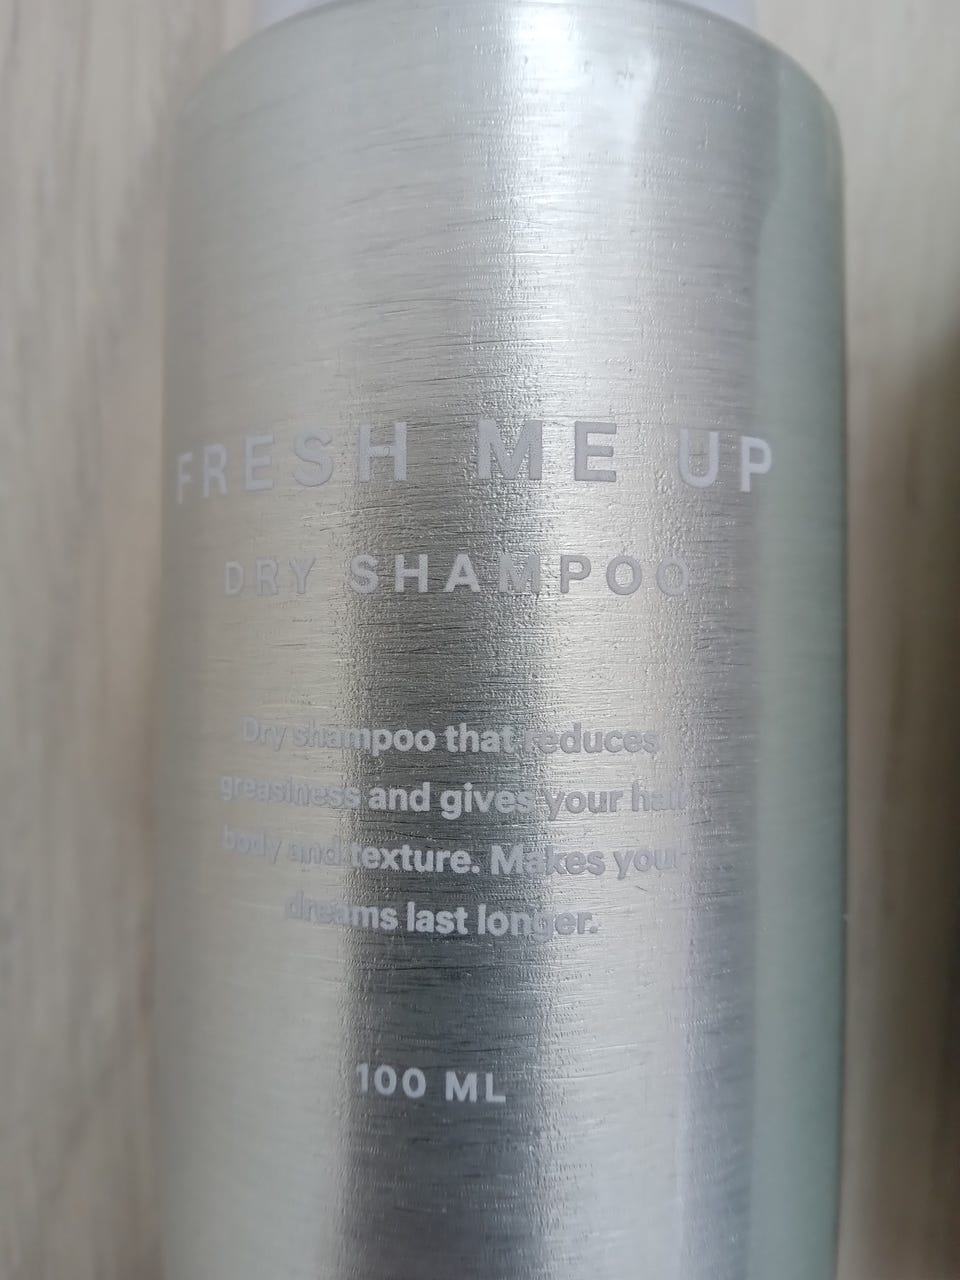 FRESH ME UP
DRY SHAMPOO
Dry shampoo that reduces
greasiness and gives your hair
body and texture. Makes your
dreams last longer.
100 ML